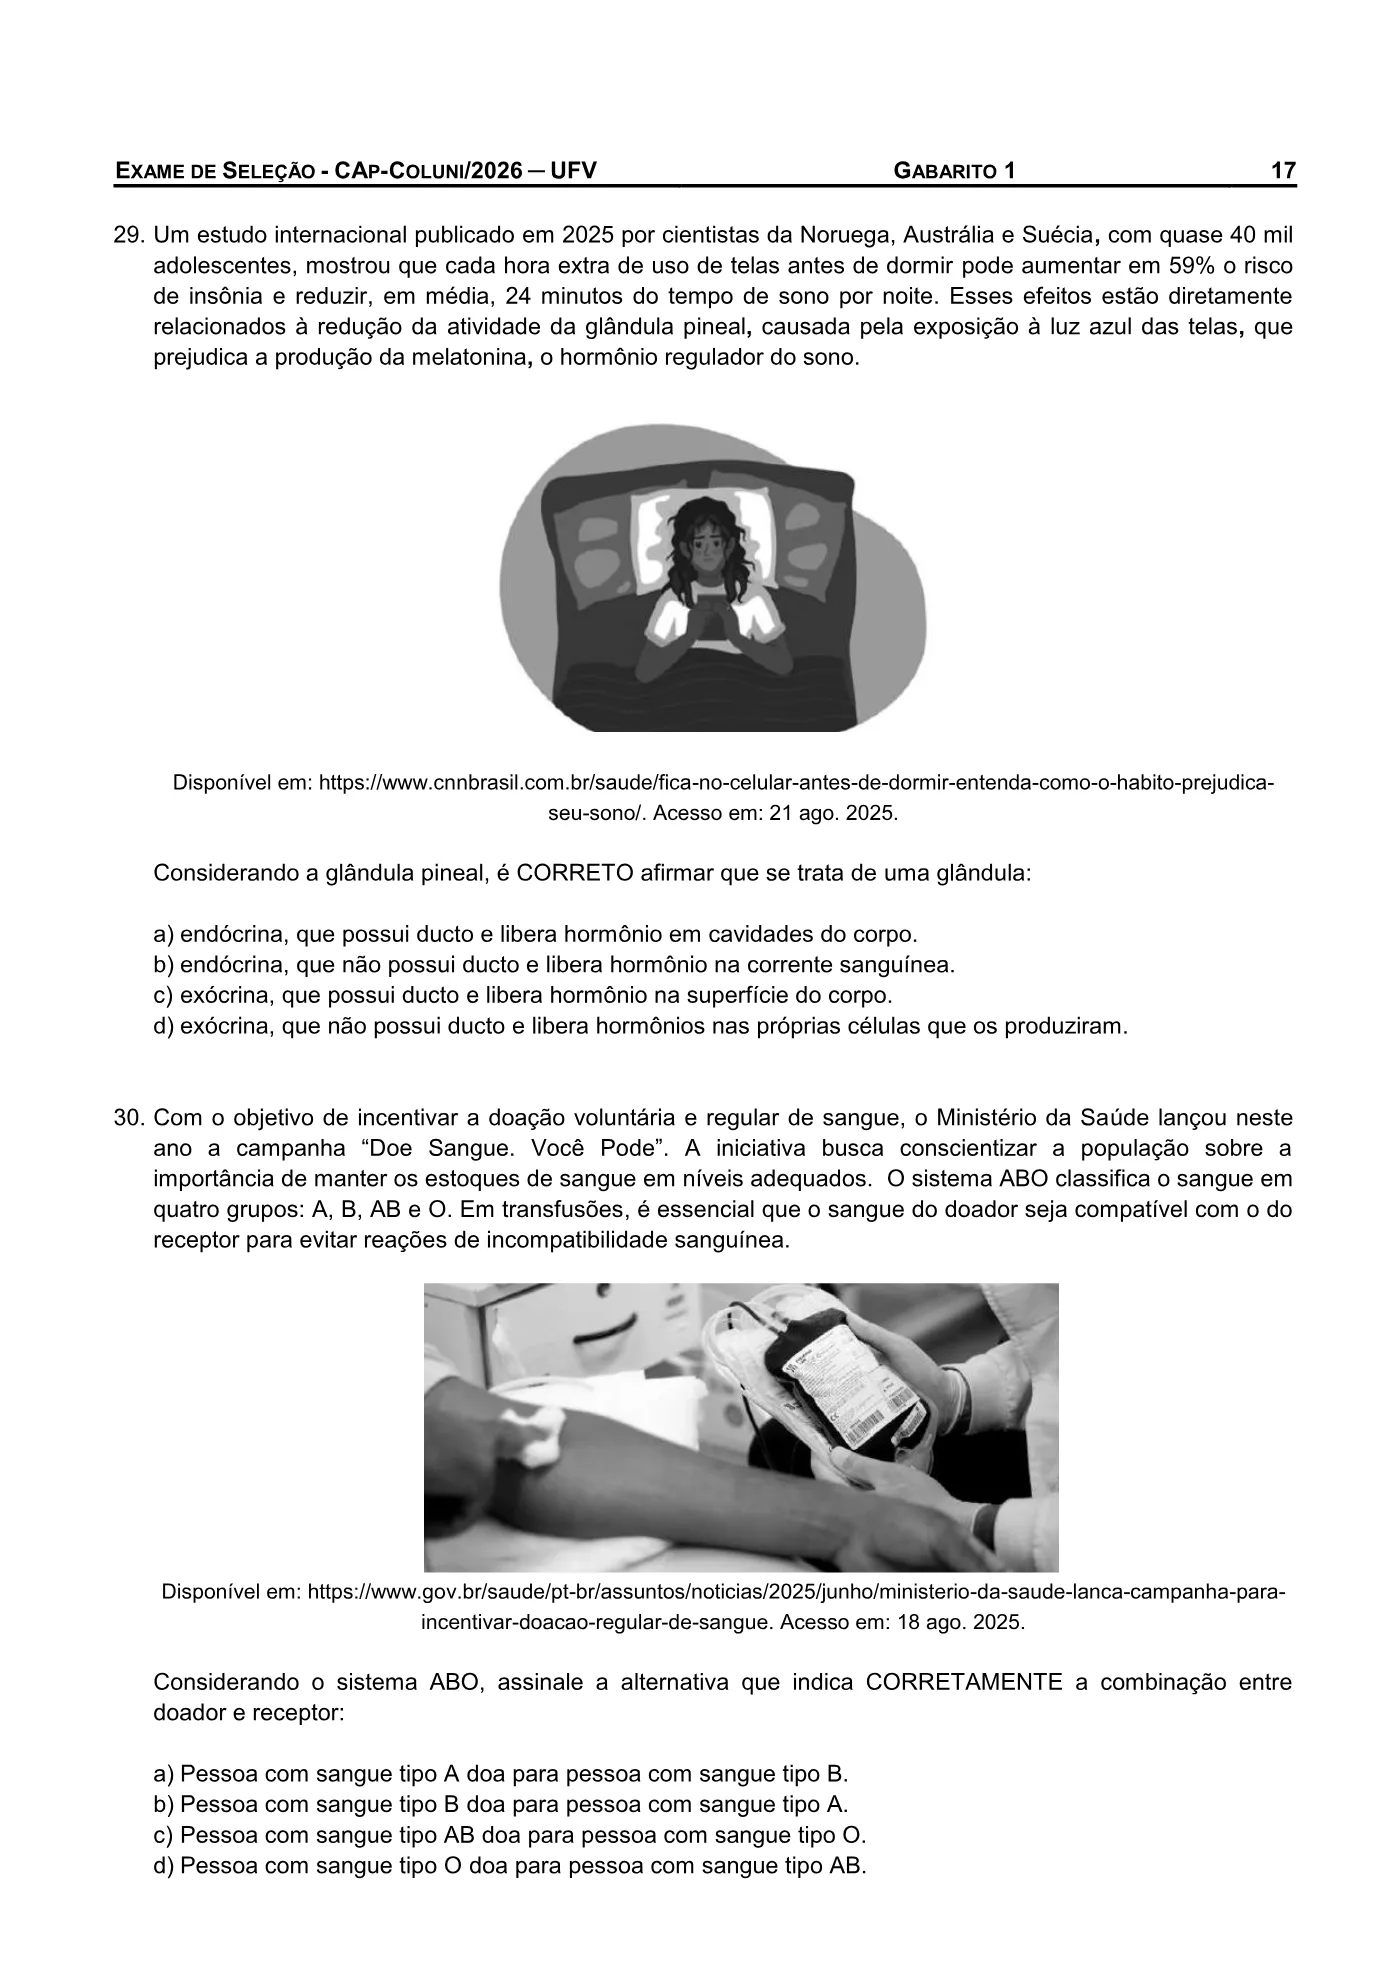 EXAME DE SELEÇÃO - CAP-COLUNI/2026 — UFV GABARITO 1 17
29. Um estudo internacional publicado em 2025 por cientistas da Noruega, Austrália e Suécia, com quase 40 mil
adolescentes, mostrou que cada hora extra de uso de telas antes de dormir pode aumentar em 59% o risco
de insônia e reduzir, em média, 24 minutos do tempo de sono por noite. Esses efeitos estão diretamente
relacionados à redução da atividade da glândula pineal, causada pela exposição à luz azul das telas, que
prejudica a produção da melatonina, o hormônio regulador do sono.
Disponível em: https://www.cnnbrasil.com.br/saude/fica-no-celular-antes-de-dormir-entenda-como-o-habito-prejudica-
seu-sono/. Acesso em: 21 ago. 2025.
Considerando a glândula pineal, é CORRETO afirmar que se trata de uma glândula:
a) endócrina, que possui ducto e libera hormônio em cavidades do corpo.
b) endócrina, que não possui ducto e libera hormônio na corrente sanguínea.
c) exócrina, que possui ducto e libera hormônio na superfície do corpo.
d) exócrina, que não possui ducto e libera hormônios nas próprias células que os produziram.
30. Com o objetivo de incentivar a doação voluntária e regular de sangue, o Ministério da Saúde lançou neste
ano a campanha “Doe Sangue. Você Pode”. A iniciativa busca conscientizar a população sobre a
importância de manter os estoques de sangue em níveis adequados. O sistema ABO classifica o sangue em
quatro grupos: A, B, AB e O. Em transfusões, é essencial que o sangue do doador seja compatível com o do
receptor para evitar reações de incompatibilidade sanguínea.
Disponível em: https://www.gov.br/saude/pt-br/assuntos/noticias/2025/junho/ministerio-da-saude-lanca-campanha-para-
incentivar-doacao-regular-de-sangue. Acesso em: 18 ago. 2025.
Considerando o sistema ABO, assinale a alternativa que indica CORRETAMENTE a combinação entre
doador e receptor:
a) Pessoa com sangue tipo A doa para pessoa com sangue tipo B.
b) Pessoa com sangue tipo B doa para pessoa com sangue tipo A.
c) Pessoa com sangue tipo AB doa para pessoa com sangue tipo O.
d) Pessoa com sangue tipo O doa para pessoa com sangue tipo AB.